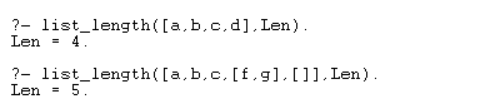 ?- list_length([a,b,c,d],Len).
Len = 4.
?- list_length([a,b,c,[f,g],[]],Len).
Len = 5.